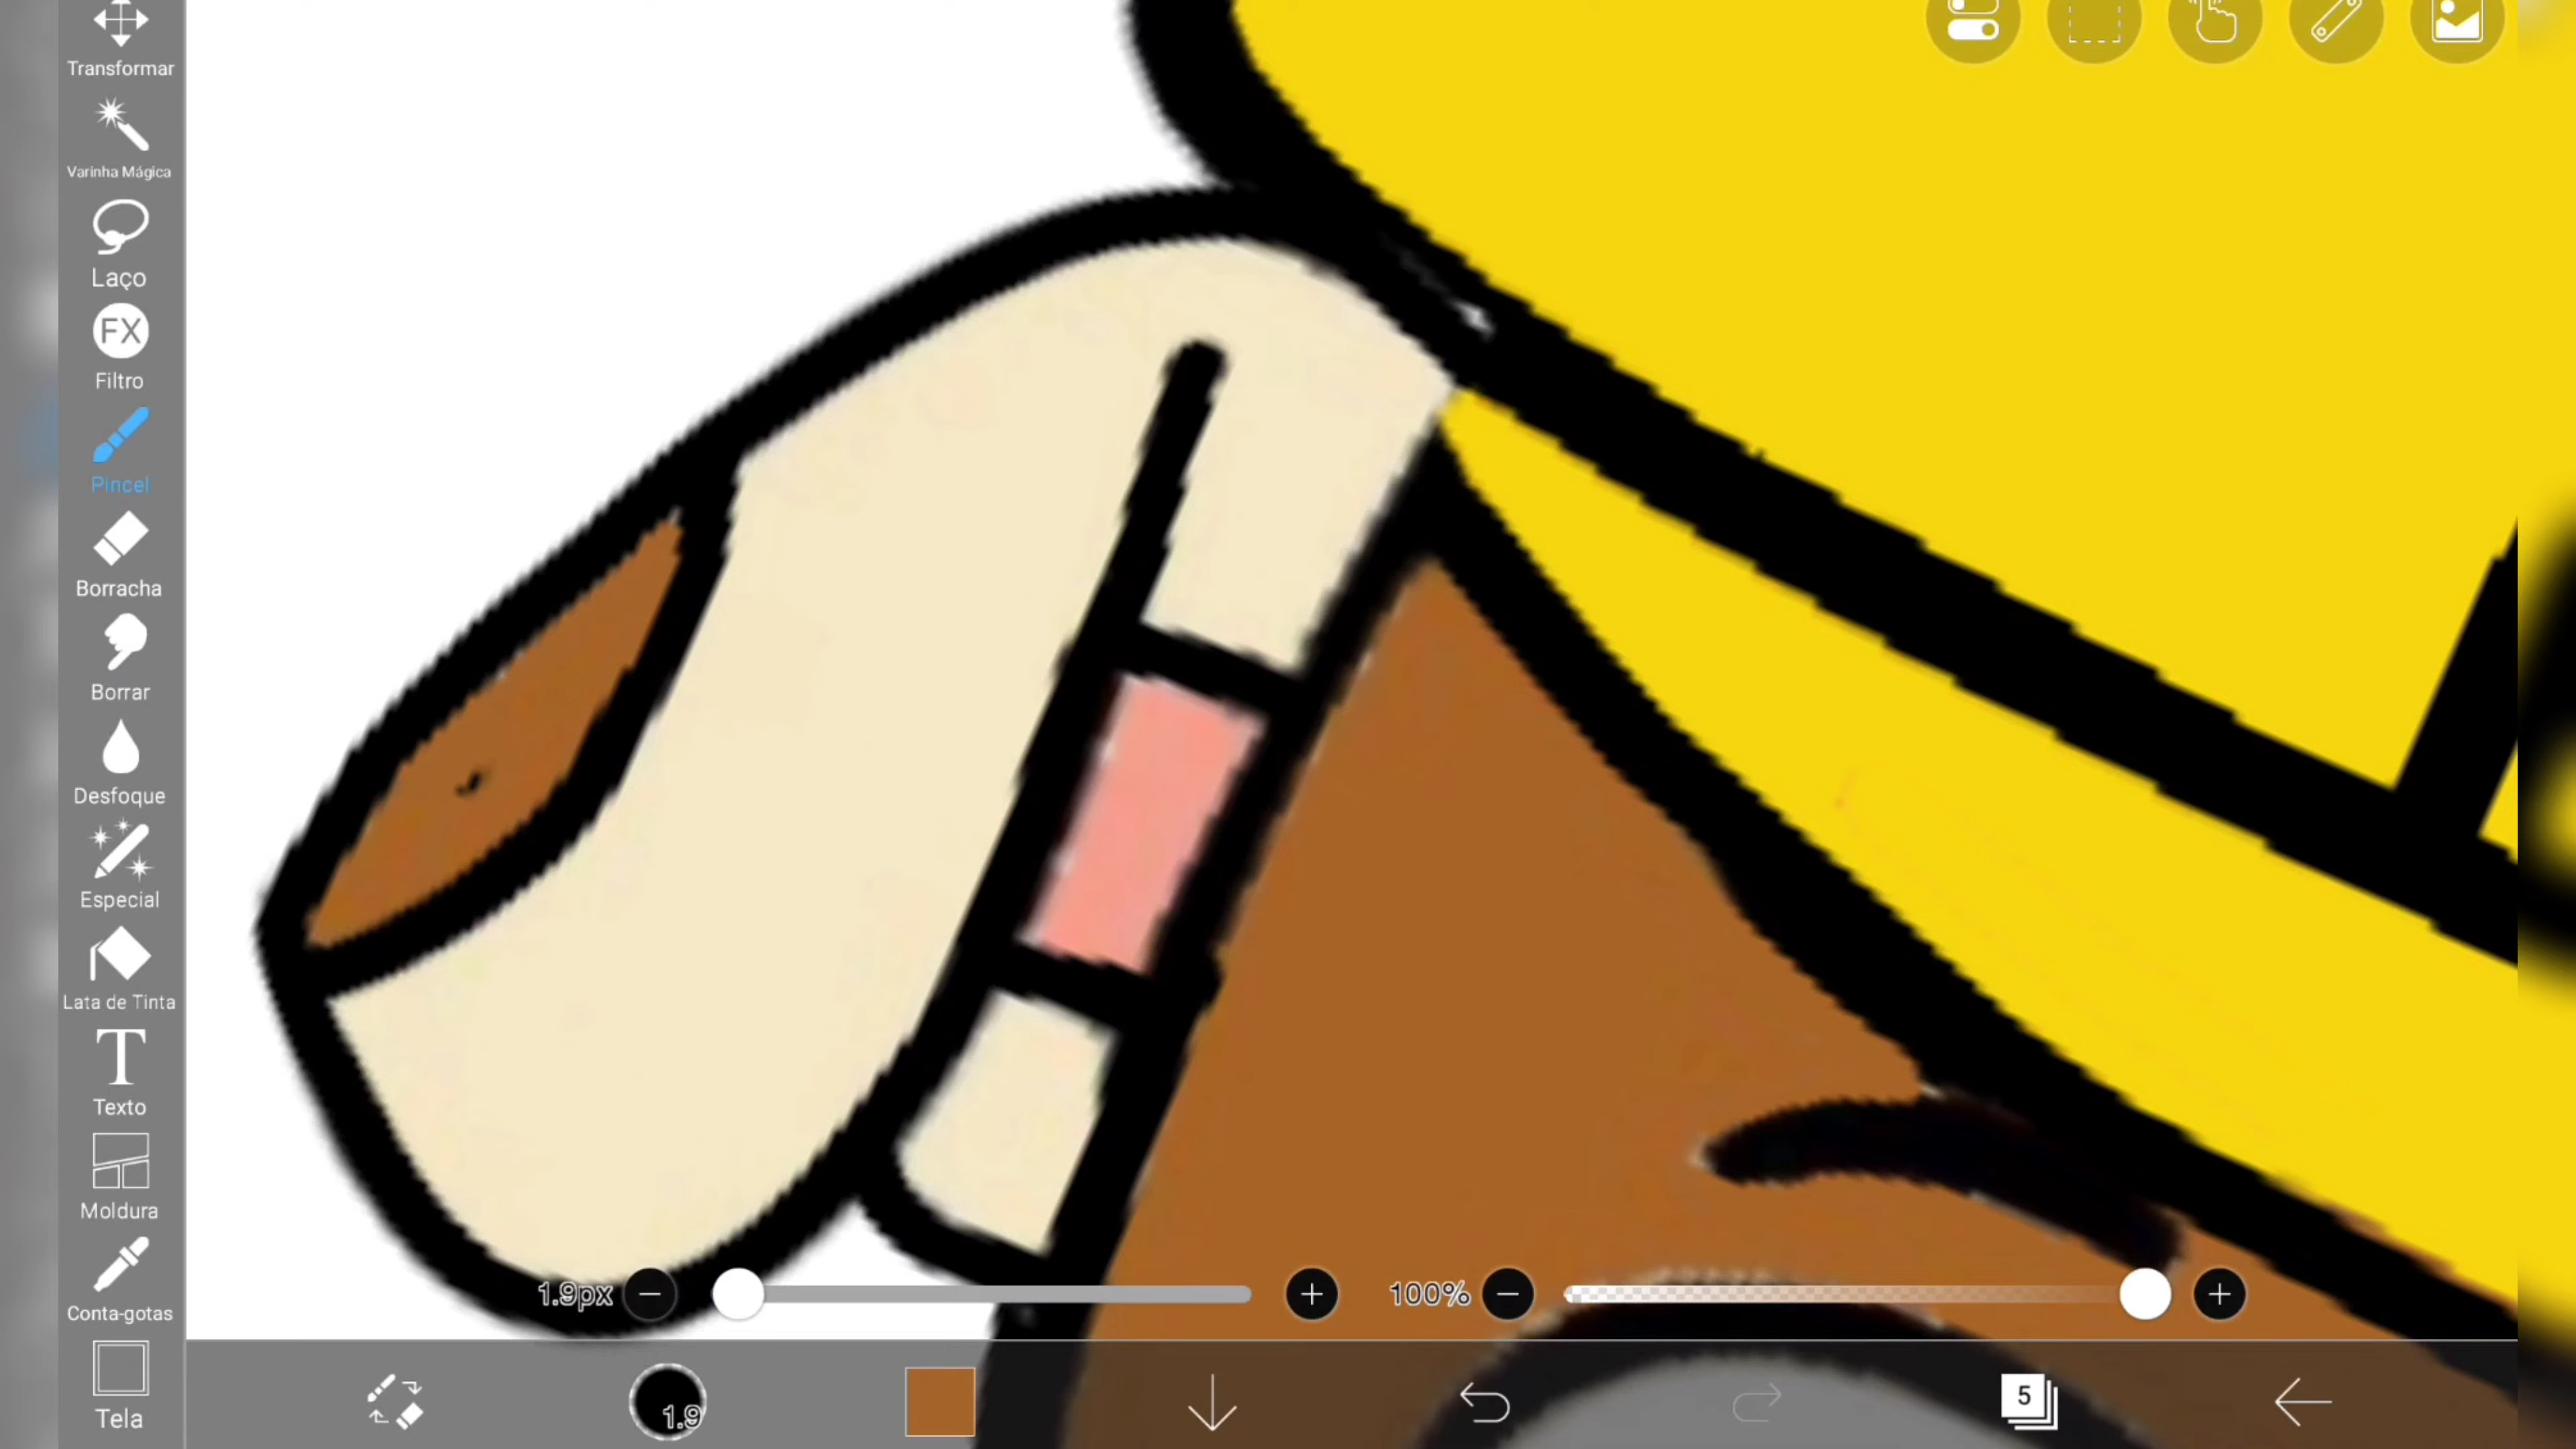 Transformar
Varinha Mágica
Laço
FX
Filtro
Pincel
Borracha
Borrar
Desfoque
Especial
Lata de Tinta
T
Texto
Moldura
Conta-gotas
Tela
1.9px
100%
1.9
5